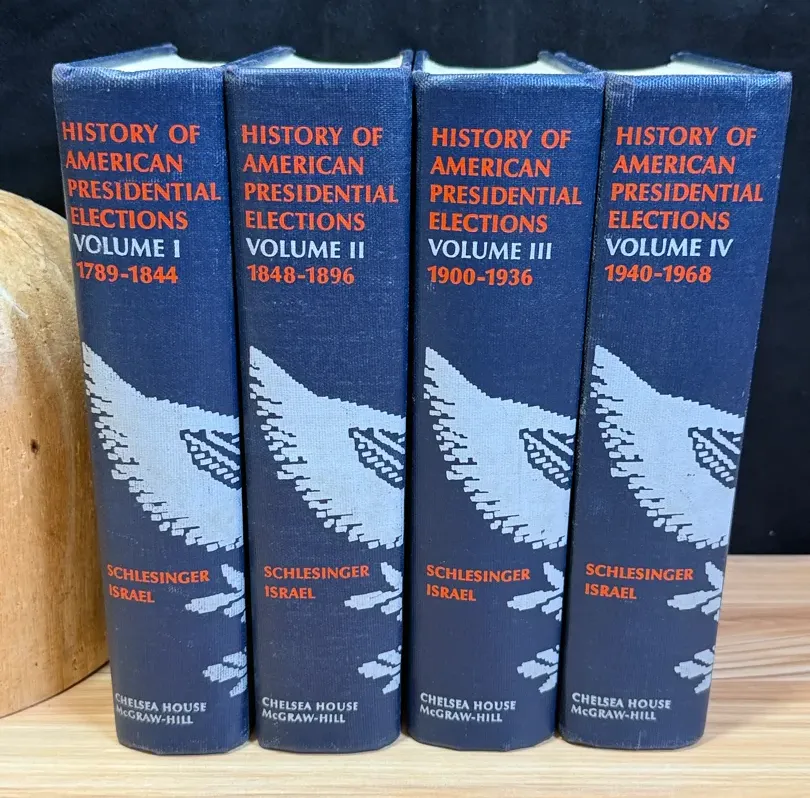 HISTORY OF
AMERICAN
PRESIDENTIAL
ELECTIONS
VOLUME I
1789-1844
SCHLESINGER
ISRAEL
CHELSEA HOUSE
McGRAW-HILL
HISTORY OF
AMERICAN
PRESIDENTIAL
ELECTIONS
VOLUME II
1848-1896
SCHLESINGER
ISRAEL
CHELSEA HOUSE
McGRAW-HILL
HISTORY OF
AMERICAN
PRESIDENTIAL
ELECTIONS
VOLUME III
1900-1936
SCHLESINGER
ISRAEL
CHELSEA HOUSE
McGRAW-HILL
HISTORY OF
AMERICAN
PRESIDENTIAL
ELECTIONS
VOLUME IV
1940-1968
SCHLESINGER
ISRAEL
CHELSEA HOUSE
McGRAW-HILL